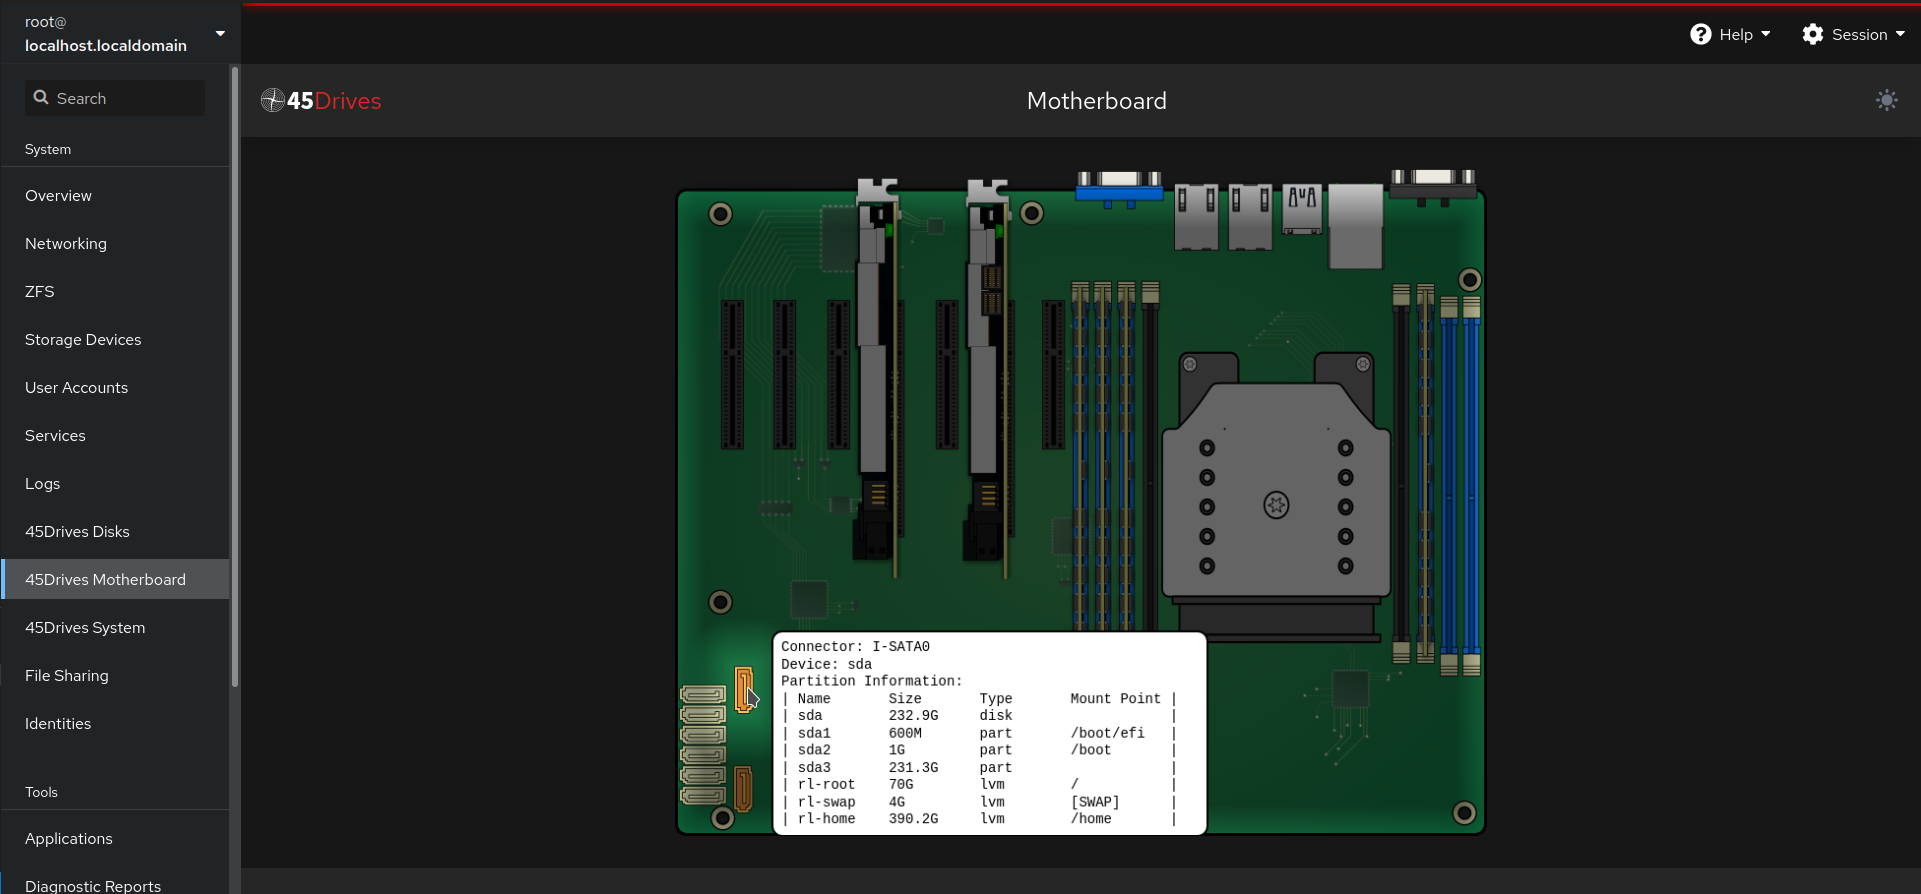 root@
localhost.localdomain
Help
Session
Search
45Drives
Motherboard
System
Overview
Networking
ZFS
Storage Devices
User Accounts
Services
Logs
45Drives Disks
45Drives Motherboard
45Drives System
File Sharing
Identities
Tools
Applications
Diagnostic Reports
Connector: I-SATA0
Device: sda
Partition Information:
| Name Size Type Mount Point |
| sda 232.9G disk |
| sda1 600M part /boot/efi |
| sda2 1G part /boot |
| sda3 231.3G part |
| rl-root 70G lvm / |
| rl-swap 4G lvm [SWAP] |
| rl-home 390.2G lvm /home |